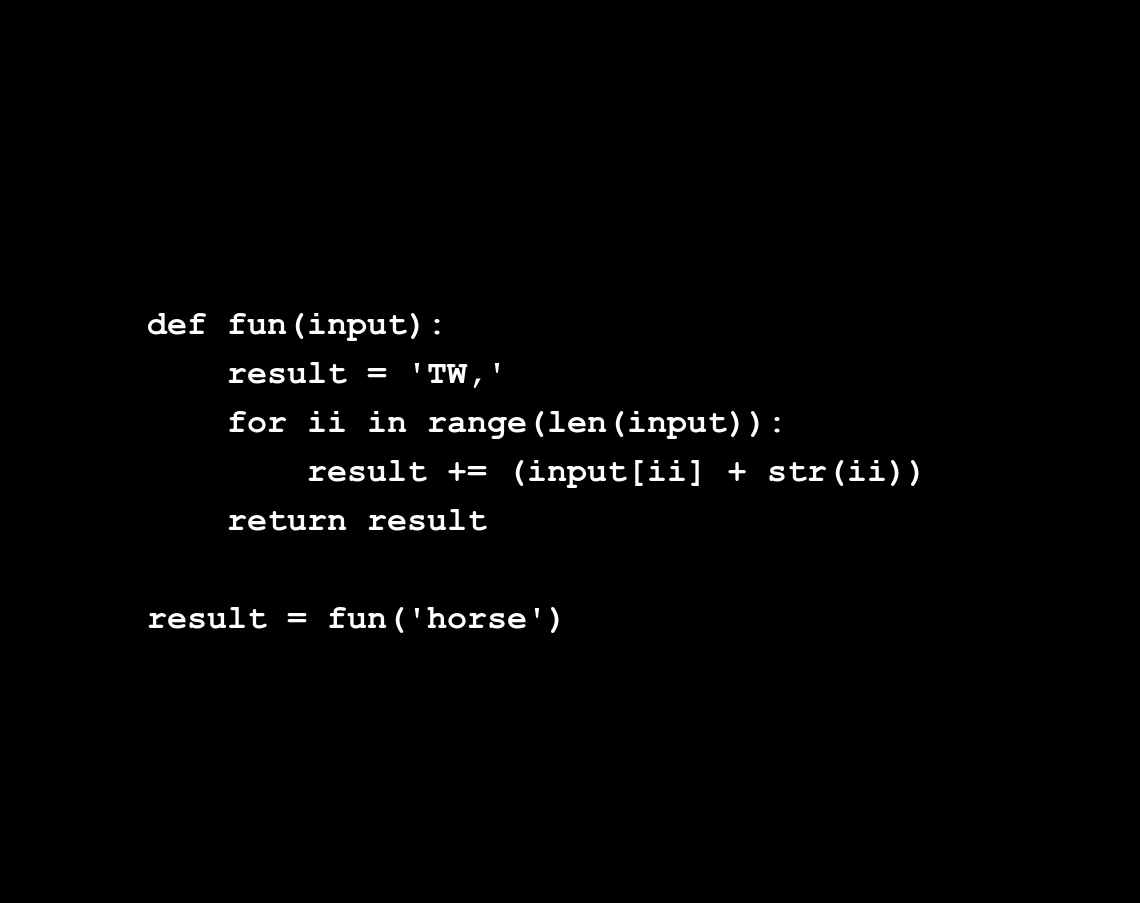 def fun(input):
    result = 'TW,'
    for ii in range(len(input)):
        result += (input[ii] + str(ii))
    return result

result = fun('horse')